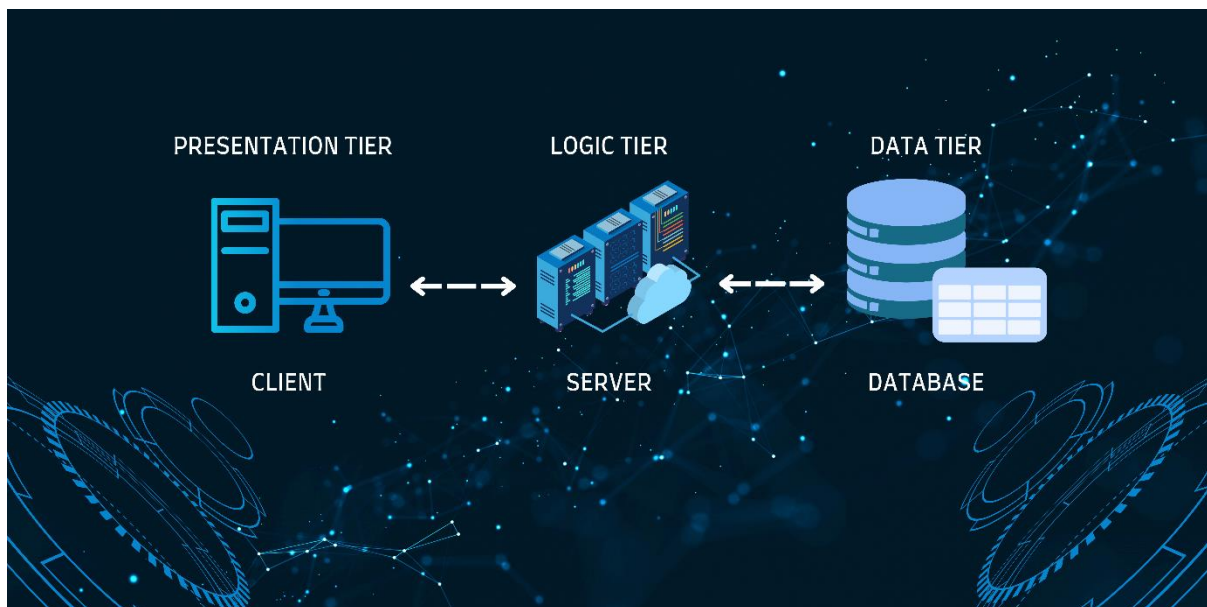 PRESENTATION TIER
LOGIC TIER
DATA TIER
CLIENT
SERVER
DATABASE